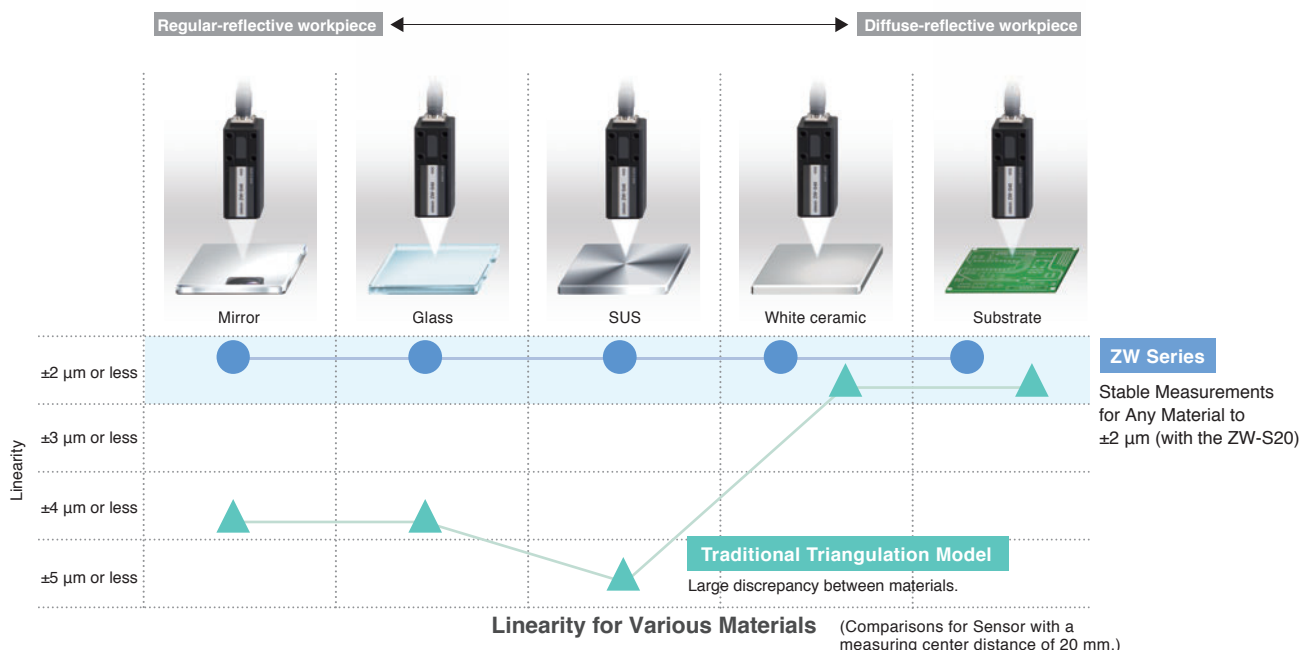 Regular-reflective workpiece
Diffuse-reflective workpiece
Mirror
Glass
SUS
White ceramic
Substrate
Linearity
±2 µm or less
±3 µm or less
±4 µm or less
±5 µm or less
ZW Series
Stable Measurements
for Any Material to
±2 µm (with the ZW-S20)
Traditional Triangulation Model
Large discrepancy between materials.
Linearity for Various Materials
(Comparisons for Sensor with a
measuring center distance of 20 mm.)